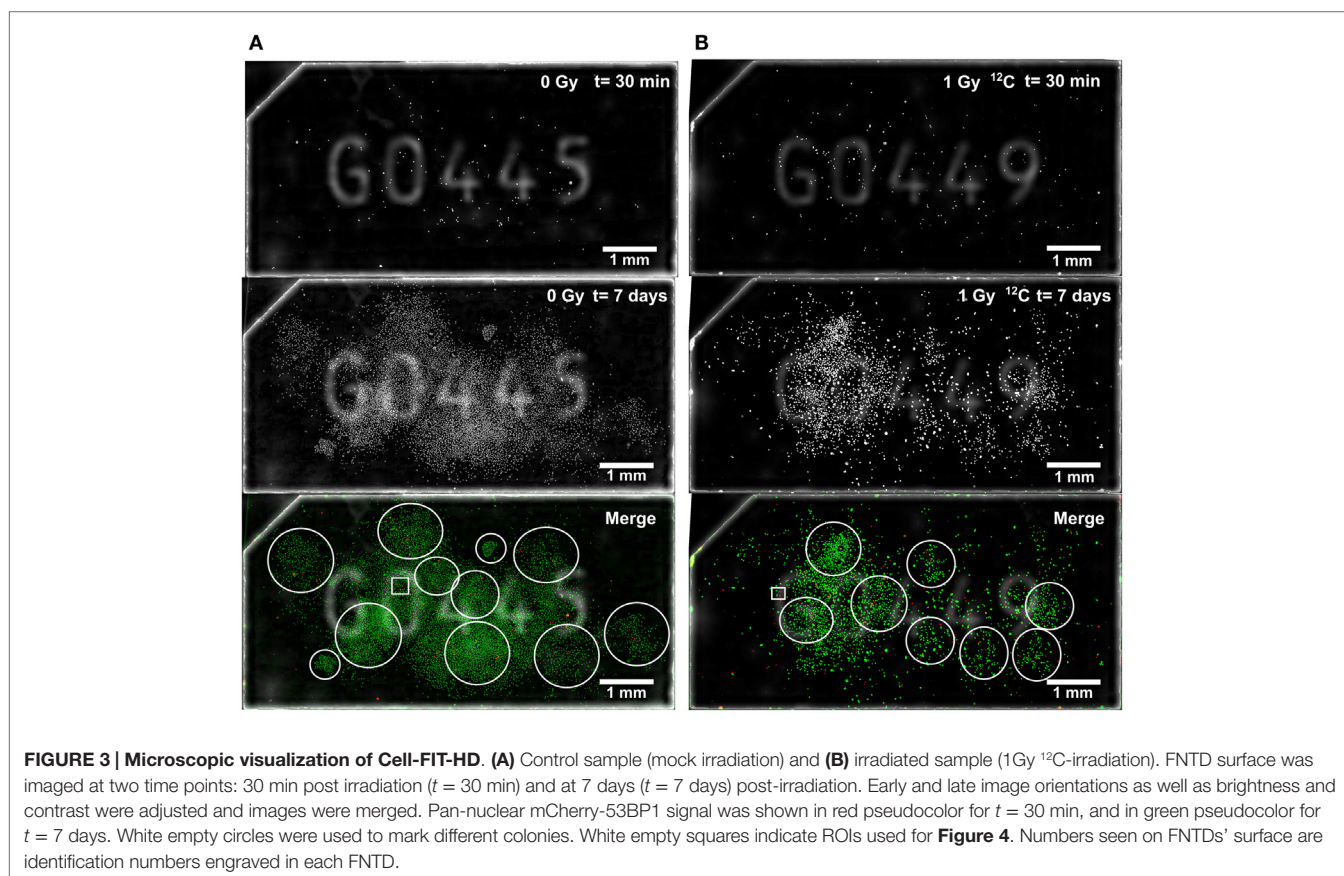 A
B
0 Gy t= 30 min
1 Gy ¹²C t= 30 min
GO445
GO449
1 mm
1 mm
0 Gy t= 7 days
1 Gy ¹²C t= 7 days
GO445
GO449
1 mm
1 mm
Merge
Merge
GO445
GO449
1 mm
1 mm
FIGURE 3 | Microscopic visualization of Cell-FIT-HD. (A) Control sample (mock irradiation) and (B) irradiated sample (1Gy ¹²C-irradiation). FNTD surface was
imaged at two time points: 30 min post irradiation (t = 30 min) and at 7 days (t = 7 days) post-irradiation. Early and late image orientations as well as brightness and
contrast were adjusted and images were merged. Pan-nuclear mCherry-53BP1 signal was shown in red pseudocolor for t = 30 min, and in green pseudocolor for
t = 7 days. White empty circles were used to mark different colonies. White empty squares indicate ROIs used for Figure 4. Numbers seen on FNTDs' surface are
identification numbers engraved in each FNTD.